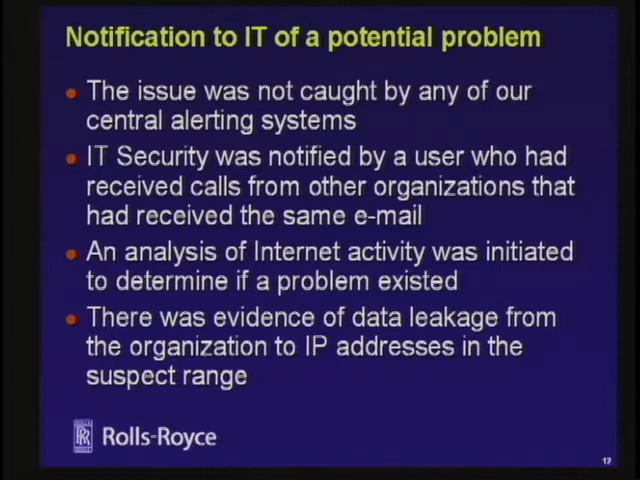 Notification to IT of a potential problem
The issue was not caught by any of our
central alerting systems
IT Security was notified by a user who had
received calls from other organizations that
had received the same e-mail
An analysis of Internet activity was initiated
to determine if a problem existed
There was evidence of data leakage from
the organization to IP addresses in the
suspect range
Rolls-Royce
17